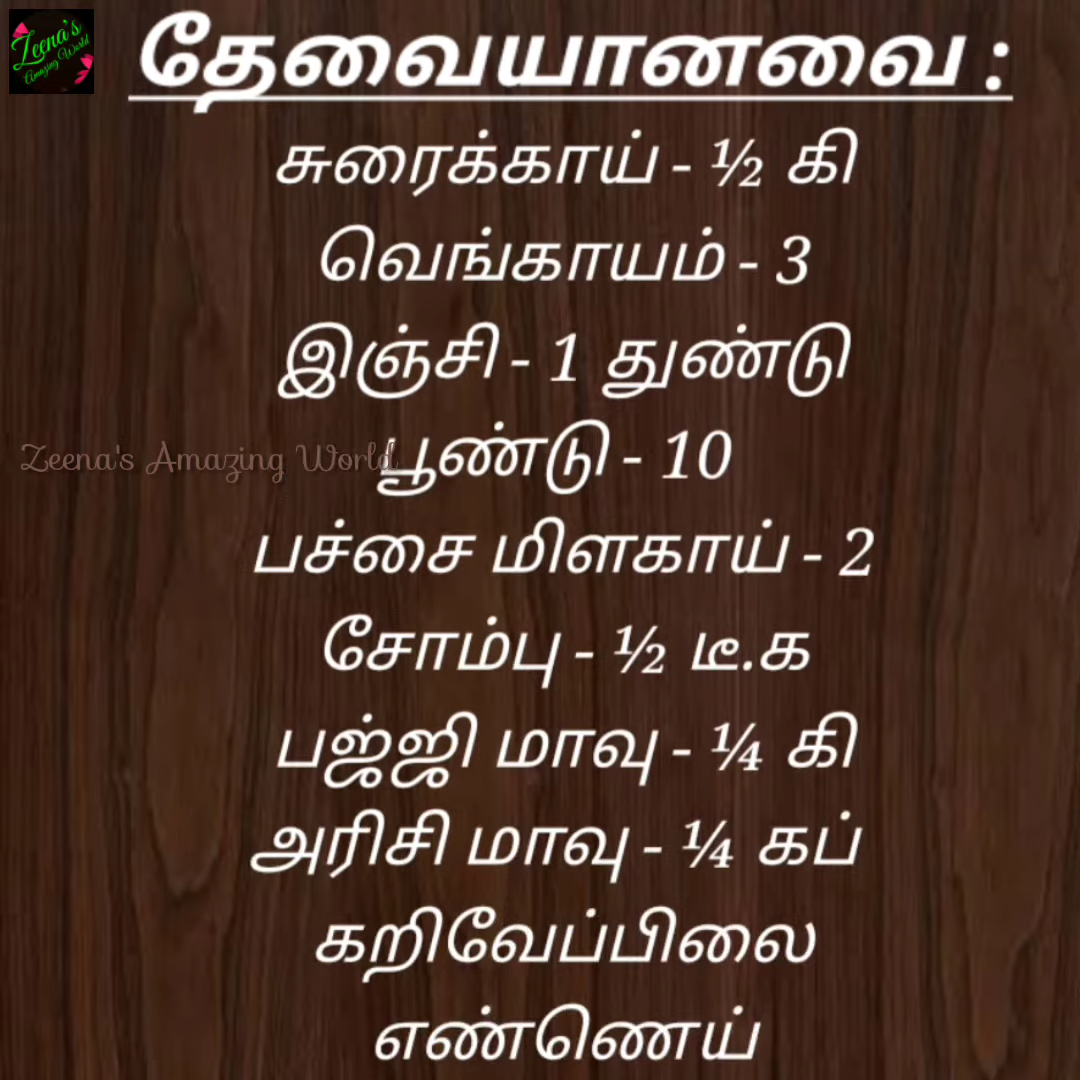 Zeena's
Amazing World
தேவையானவை :
சுரைக்காய் - ½ கி
வெங்காயம் - 3
இஞ்சி - 1 துண்டு
Zeena's Amazing World
பூண்டு - 10
பச்சை மிளகாய் - 2
சோம்பு - ½ டீ.க
பஜ்ஜி மாவு - ¼ கி
அரிசி மாவு - ¼ கப்
கறிவேப்பிலை
எண்ணெய்